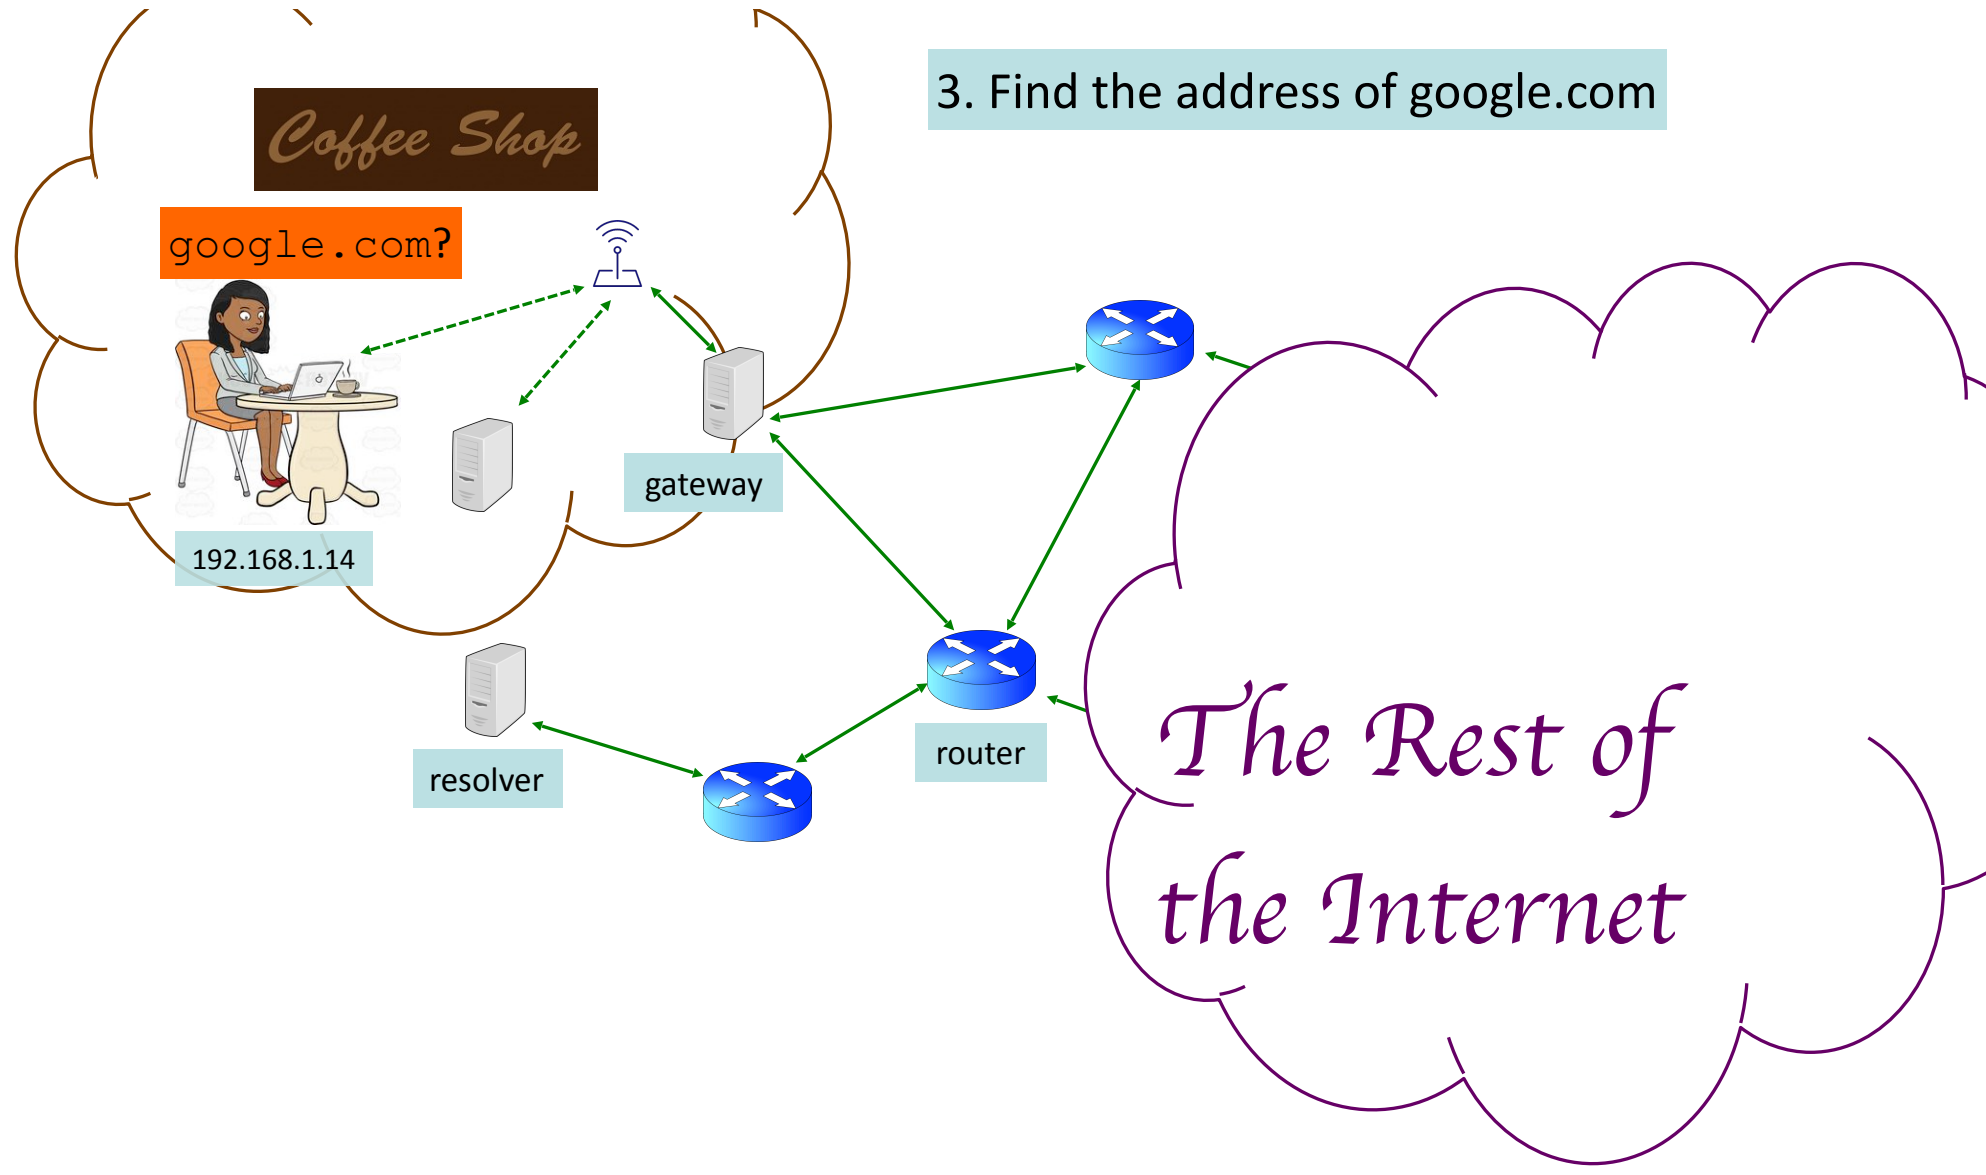 3. Find the address of google.com
Coffee Shop
google.com?
gateway
192.168.1.14
router
resolver
The Rest of
the Internet